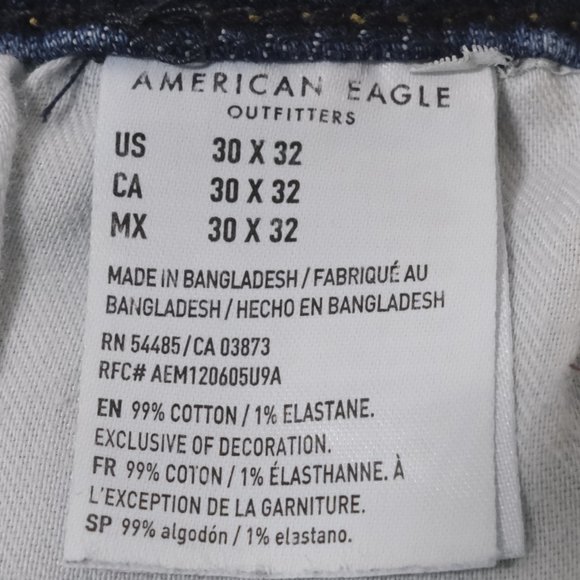 AMERICAN EAGLE
OUTFITTERS
US 30 X 32
CA 30 X 32
MX 30 X 32
MADE IN BANGLADESH / FABRIQUÉ AU
BANGLADESH / HECHO EN BANGLADESH
RN 54485 / CA 03873
RFC# AEM120605U9A
EN 99% COTTON / 1% ELASTANE.
EXCLUSIVE OF DECORATION.
FR 99% COTON / 1% ÉLASTHANNE. À
L'EXCEPTION DE LA GARNITURE.
SP 99% algodón / 1% elastano.